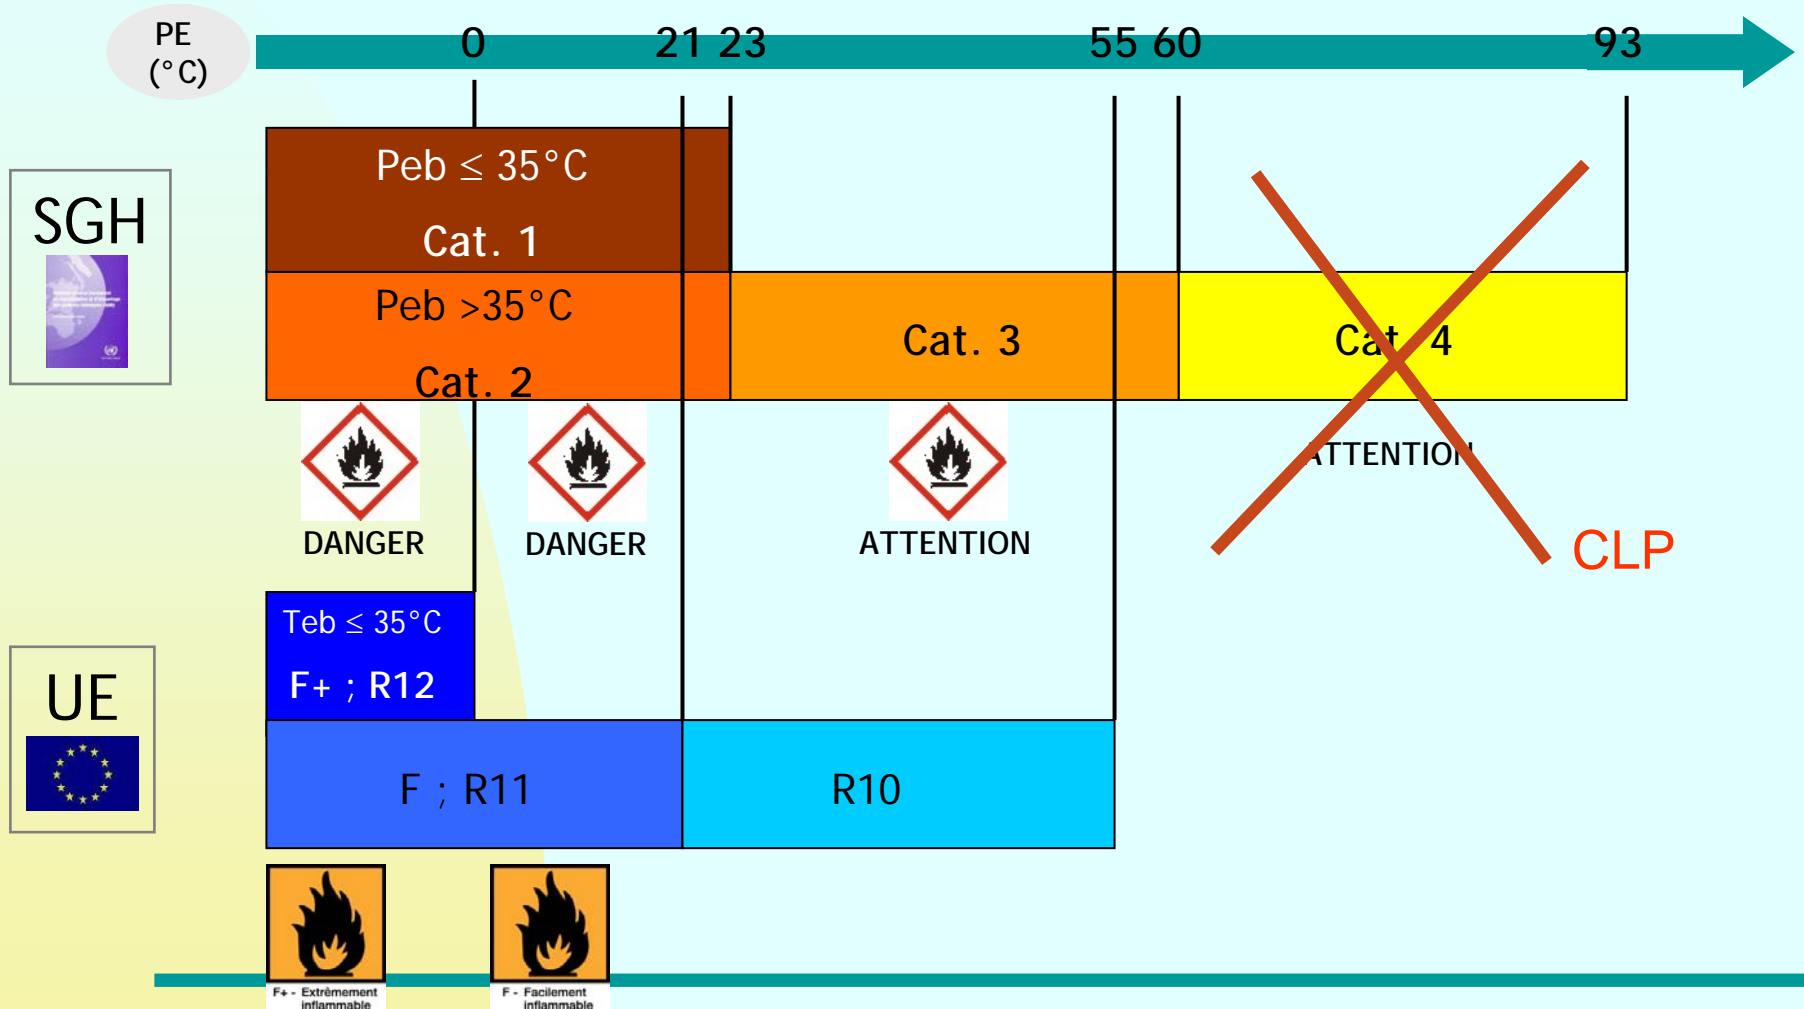 PE
(°C)
0
21 23
55 60
93
SGH
Peb ≤ 35°C
Cat. 1
Peb >35°C
Cat. 2
Cat. 3
Cat. 4
DANGER
DANGER
ATTENTION
ATTENTION
CLP
UE
Teb ≤ 35°C
F+ ; R12
F ; R11
R10
F+ - Extrêmement
inflammable
F - Facilement
inflammable